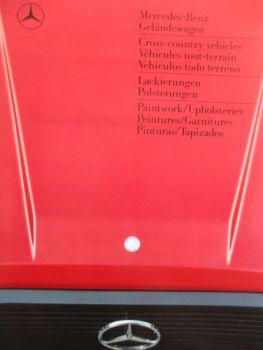 Mercedes-Benz
Geländewagen
Cross-country vehicles
Véhicules tout-terrain
Vehículos todo terreno
Lackierungen
Polsterungen
Paintwork/Upholsteries
Peintures/Garnitures
Pinturas/Tapizados